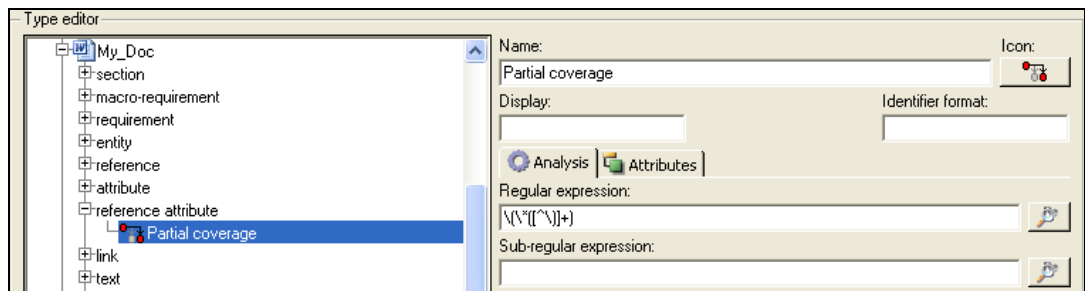 Type editor
My_Doc
section
macro-requirement
requirement
entity
reference
attribute
reference attribute
Partial coverage
link
text
Name:
Icon:
Partial coverage
Display:
Identifier format:
Analysis
Attributes
Regular expression:
\(\*([^\)]+)
Sub-regular expression: